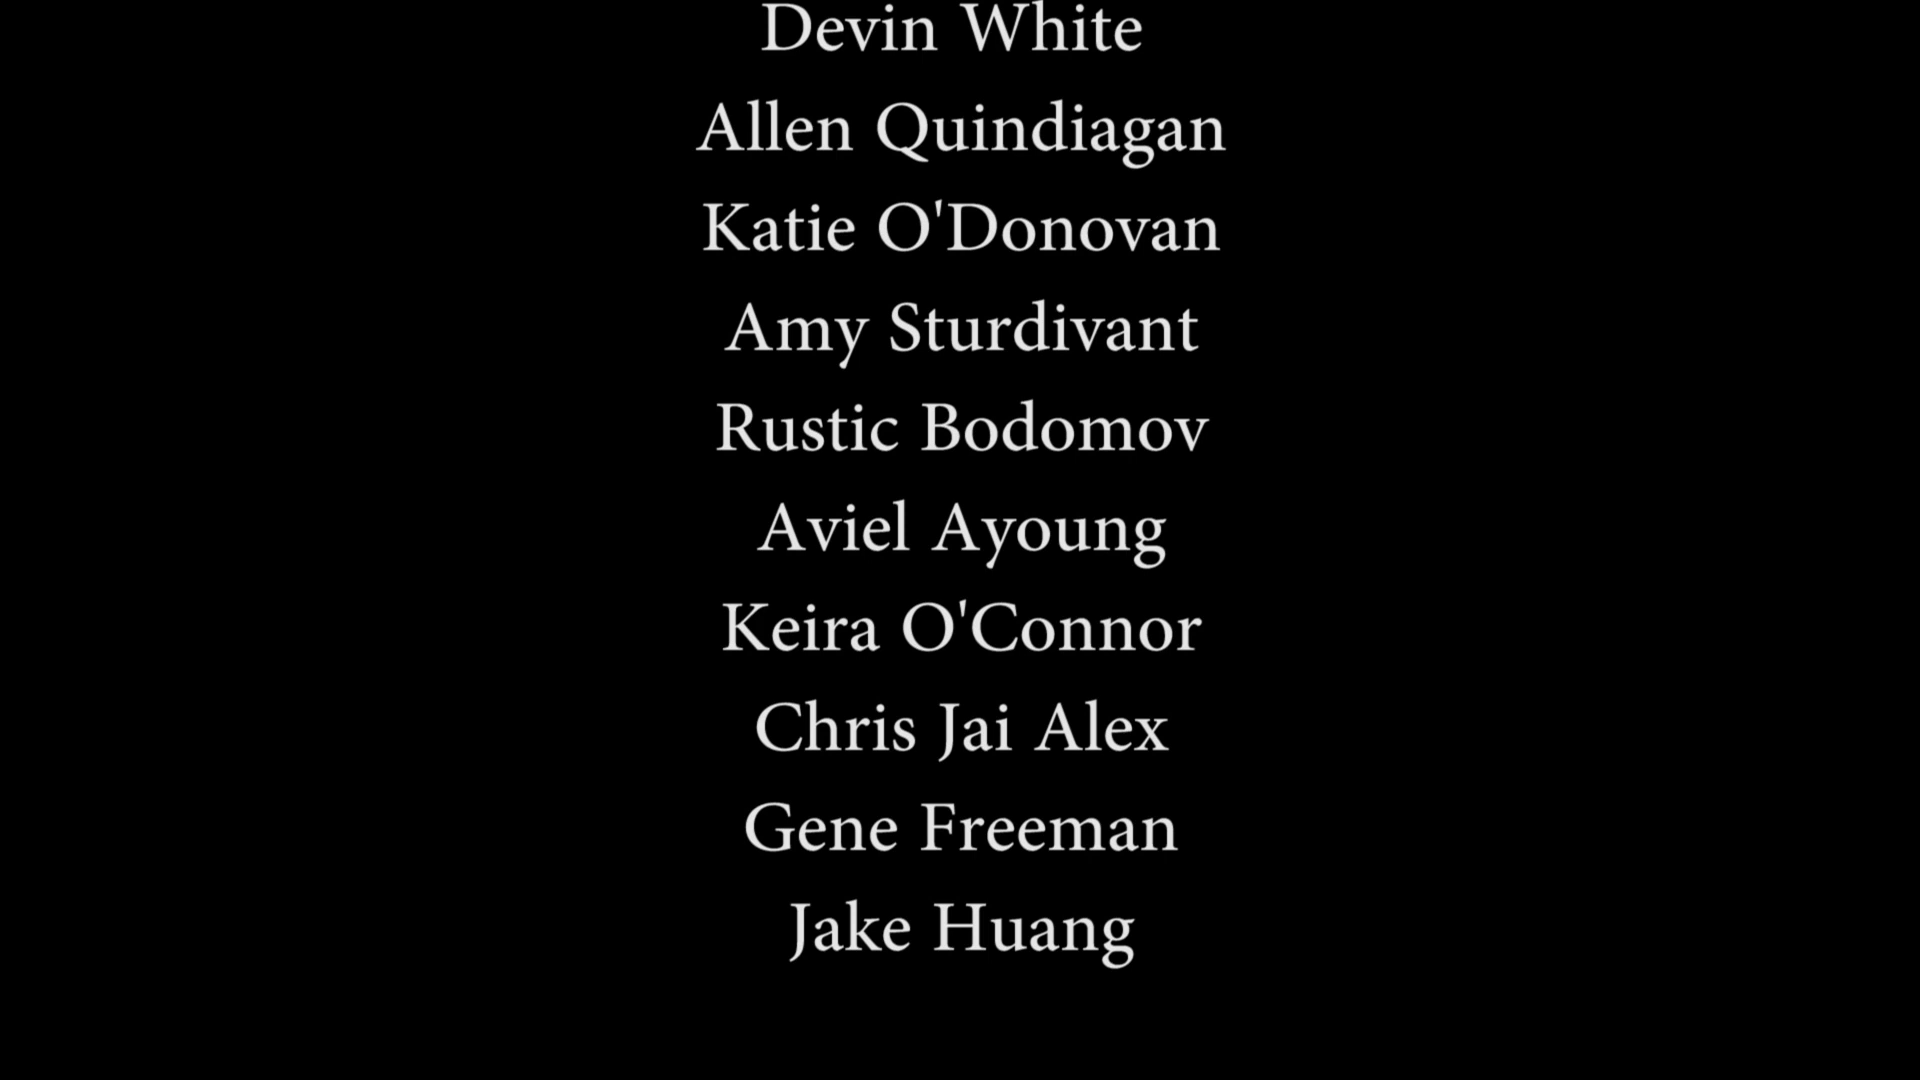 Devin White
Allen Quindiagan
Katie O'Donovan
Amy Sturdivant
Rustic Bodomov
Aviel Ayoung
Keira O'Connor
Chris Jai Alex
Gene Freeman
Jake Huang